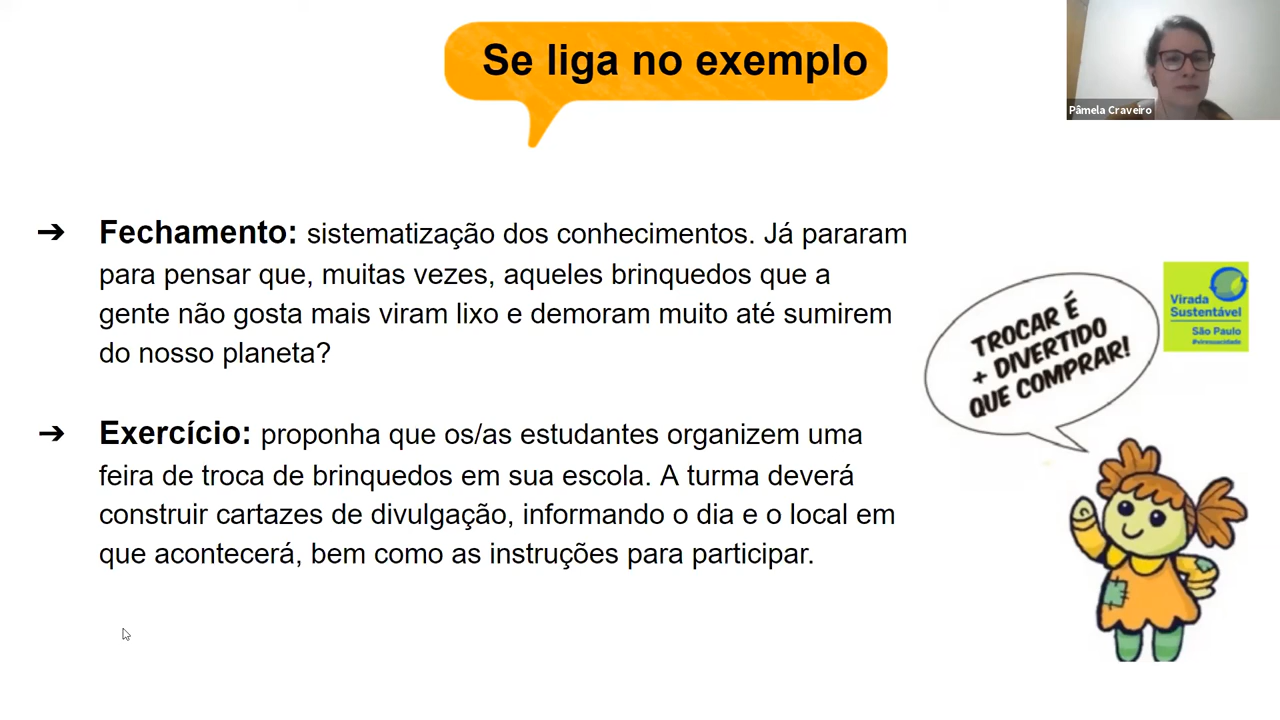 Se liga no exemplo
Pâmela Craveiro
➔ Fechamento: sistematização dos conhecimentos. Já pararam
para pensar que, muitas vezes, aqueles brinquedos que a
gente não gosta mais viram lixo e demoram muito até sumirem
do nosso planeta?
➔ Exercício: proponha que os/as estudantes organizem uma
feira de troca de brinquedos em sua escola. A turma deverá
construir cartazes de divulgação, informando o dia e o local em
que acontecerá, bem como as instruções para participar.
TROCAR É
+ DIVERTIDO
QUE COMPRAR!
Virada
Sustentável
São Paulo
#viresuacidade